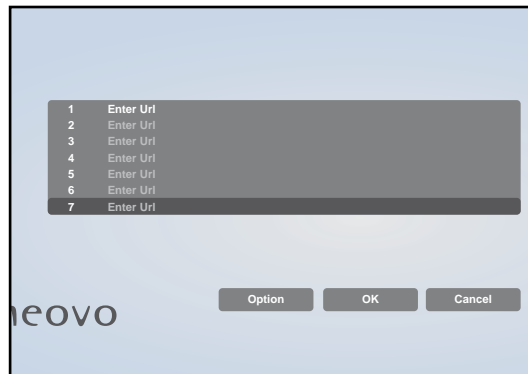 1 Enter Url
2 Enter Url
3 Enter Url
4 Enter Url
5 Enter Url
6 Enter Url
7 Enter Url
Option OK Cancel
neovo